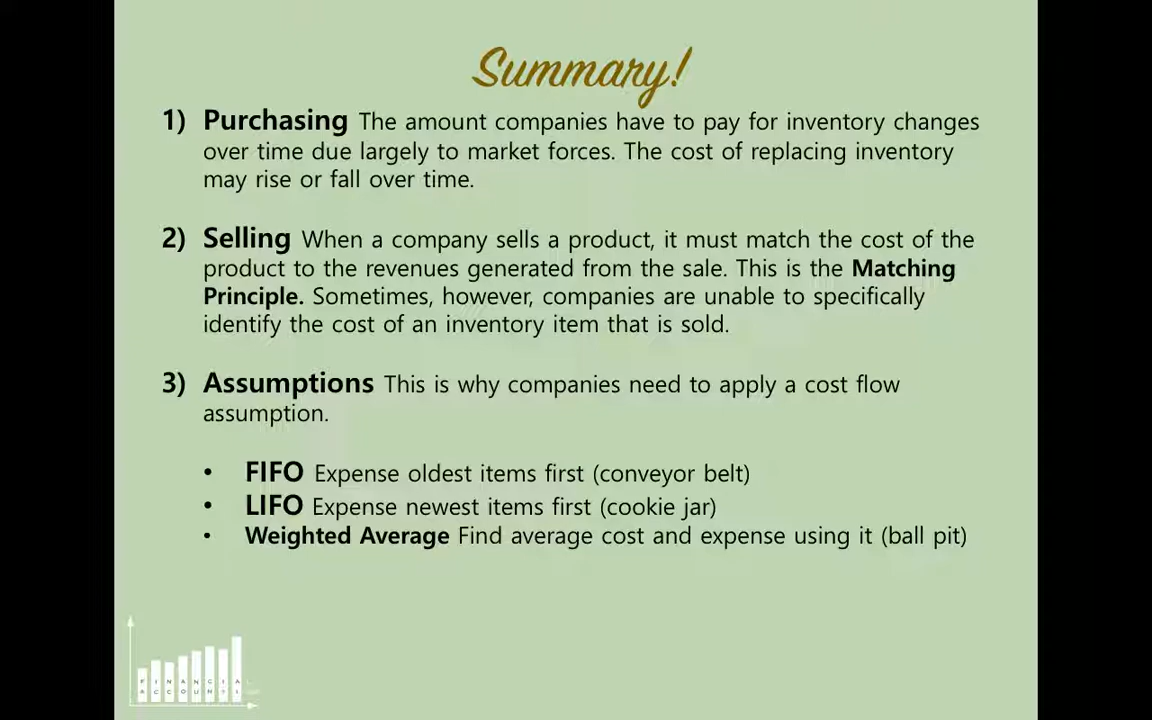 Summary!
1) Purchasing The amount companies have to pay for inventory changes
over time due largely to market forces. The cost of replacing inventory
may rise or fall over time.
2) Selling When a company sells a product, it must match the cost of the
product to the revenues generated from the sale. This is the Matching
Principle. Sometimes, however, companies are unable to specifically
identify the cost of an inventory item that is sold.
3) Assumptions This is why companies need to apply a cost flow
assumption.
• FIFO Expense oldest items first (conveyor belt)
• LIFO Expense newest items first (cookie jar)
• Weighted Average Find average cost and expense using it (ball pit)
FINANCIA
ACCOUNTI